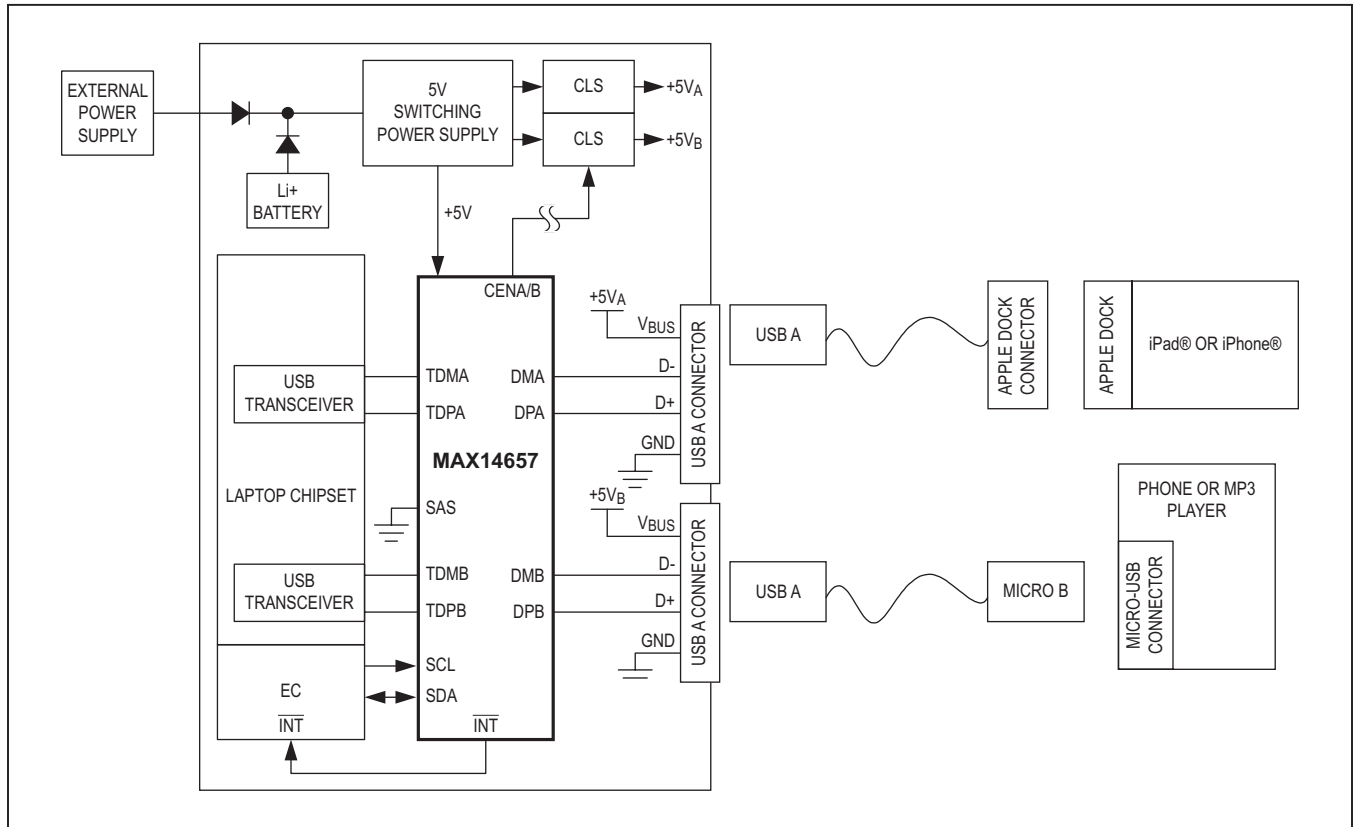 EXTERNAL
POWER
SUPPLY
Li+
BATTERY
5V
SWITCHING
POWER SUPPLY
CLS
+5VA
CLS
+5VB
+5V
LAPTOP CHIPSET
USB
TRANSCEIVER
USB
TRANSCEIVER
EC
INT
CENA/B
TDMA
TDPA
DMA
DPA
MAX14657
SAS
TDMB
TDPB
DMB
DPB
SCL
SDA
INT
+5VA
VBUS
D-
D+
GND
USB A CONNECTOR
+5VB
VBUS
D-
D+
GND
USB A CONNECTOR
USB A
APPLE DOCK
CONNECTOR
APPLE DOCK
iPad® OR iPhone®
USB A
MICRO B
PHONE OR MP3
PLAYER
MICRO-USB
CONNECTOR